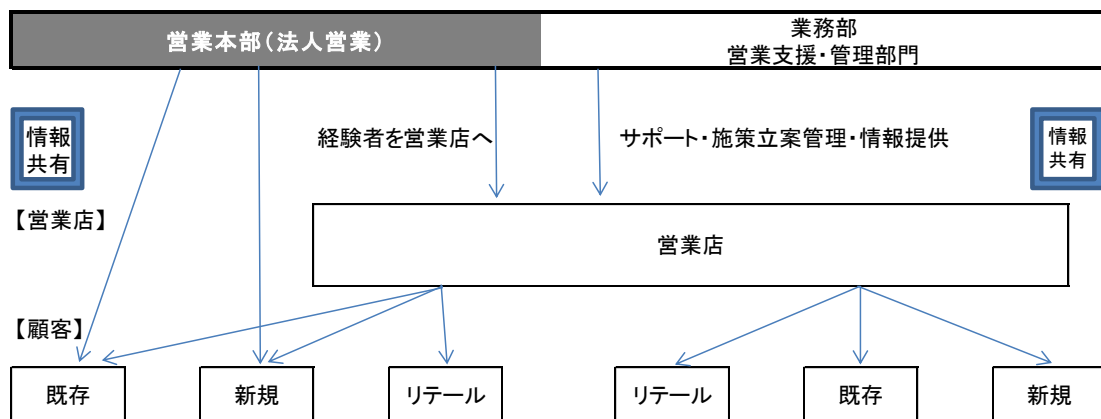 営業本部（法人営業）
業務部
営業支援・管理部門
情報
共有
経験者を営業店へ
サポート・施策立案管理・情報提供
情報
共有
【営業店】
営業店
【顧客】
既存
新規
リテール
リテール
既存
新規